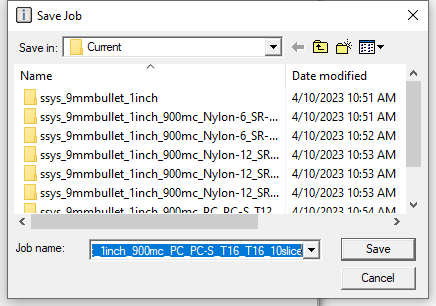 Save Job
Save in: Current
Name Date modified
ssys_9mmbullet_1inch 4/10/2023 10:51 AM
ssys_9mmbullet_1inch_900mc_Nylon-6_SR-... 4/10/2023 10:51 AM
ssys_9mmbullet_1inch_900mc_Nylon-6_SR-... 4/10/2023 10:52 AM
ssys_9mmbullet_1inch_900mc_Nylon-12_SR... 4/10/2023 10:53 AM
ssys_9mmbullet_1inch_900mc_Nylon-12_SR... 4/10/2023 10:53 AM
ssys_9mmbullet_1inch_900mc_Nylon-12_SR... 4/10/2023 10:53 AM
ssys_9mmbullet_1inch_900mc_PC_PC-S_T12... 4/10/2023 10:54 AM
Job name: _1inch_900mc_PC_PC-S_T16_T16_10slice Save
Cancel